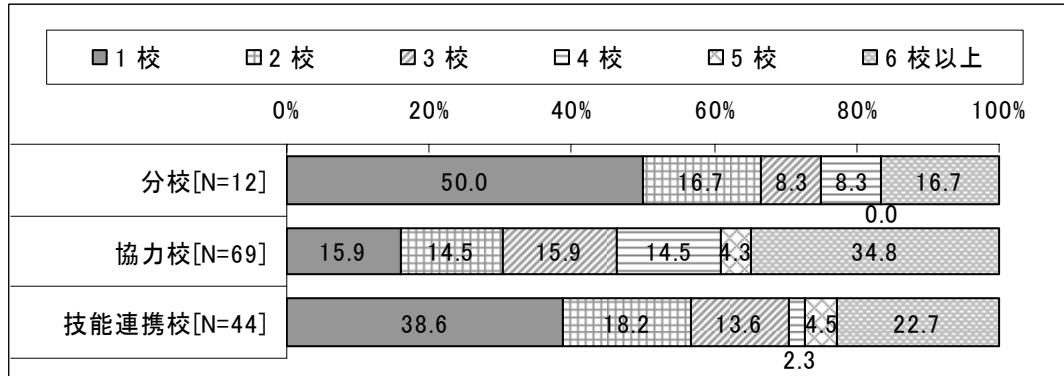 1 校 2 校 3 校 4 校 5 校 6 校以上
0% 20% 40% 60% 80% 100%
分校[N=12] 50.0 16.7 8.3 8.3 16.7
0.0
協力校[N=69] 15.9 14.5 15.9 14.5 4.3 34.8
技能連携校[N=44] 38.6 18.2 13.6 4.5 22.7
2.3